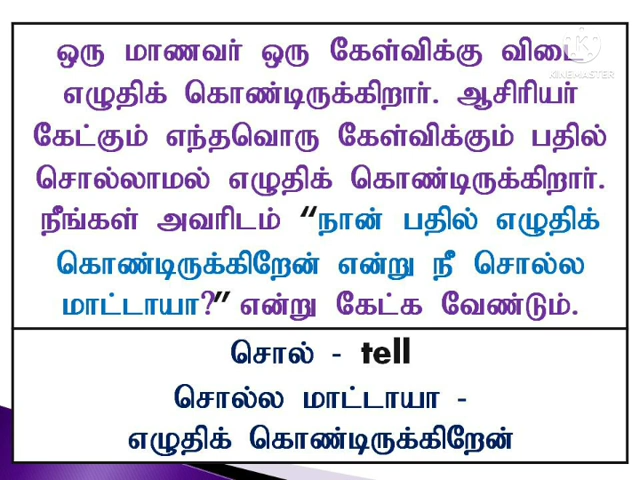 ஒரு மாணவர் ஒரு கேள்விக்கு விடை
எழுதிக் கொண்டிருக்கிறார். ஆசிரியர்
கேட்கும் எந்தவொரு கேள்விக்கும் பதில்
சொல்லாமல் எழுதிக் கொண்டிருக்கிறார்.
நீங்கள் அவரிடம் “நான் பதில் எழுதிக்
கொண்டிருக்கிறேன் என்று நீ சொல்ல
மாட்டாயா?” என்று கேட்க வேண்டும்.
சொல் - tell
சொல்ல மாட்டாயா -
எழுதிக் கொண்டிருக்கிறேன்
KINEMASTER